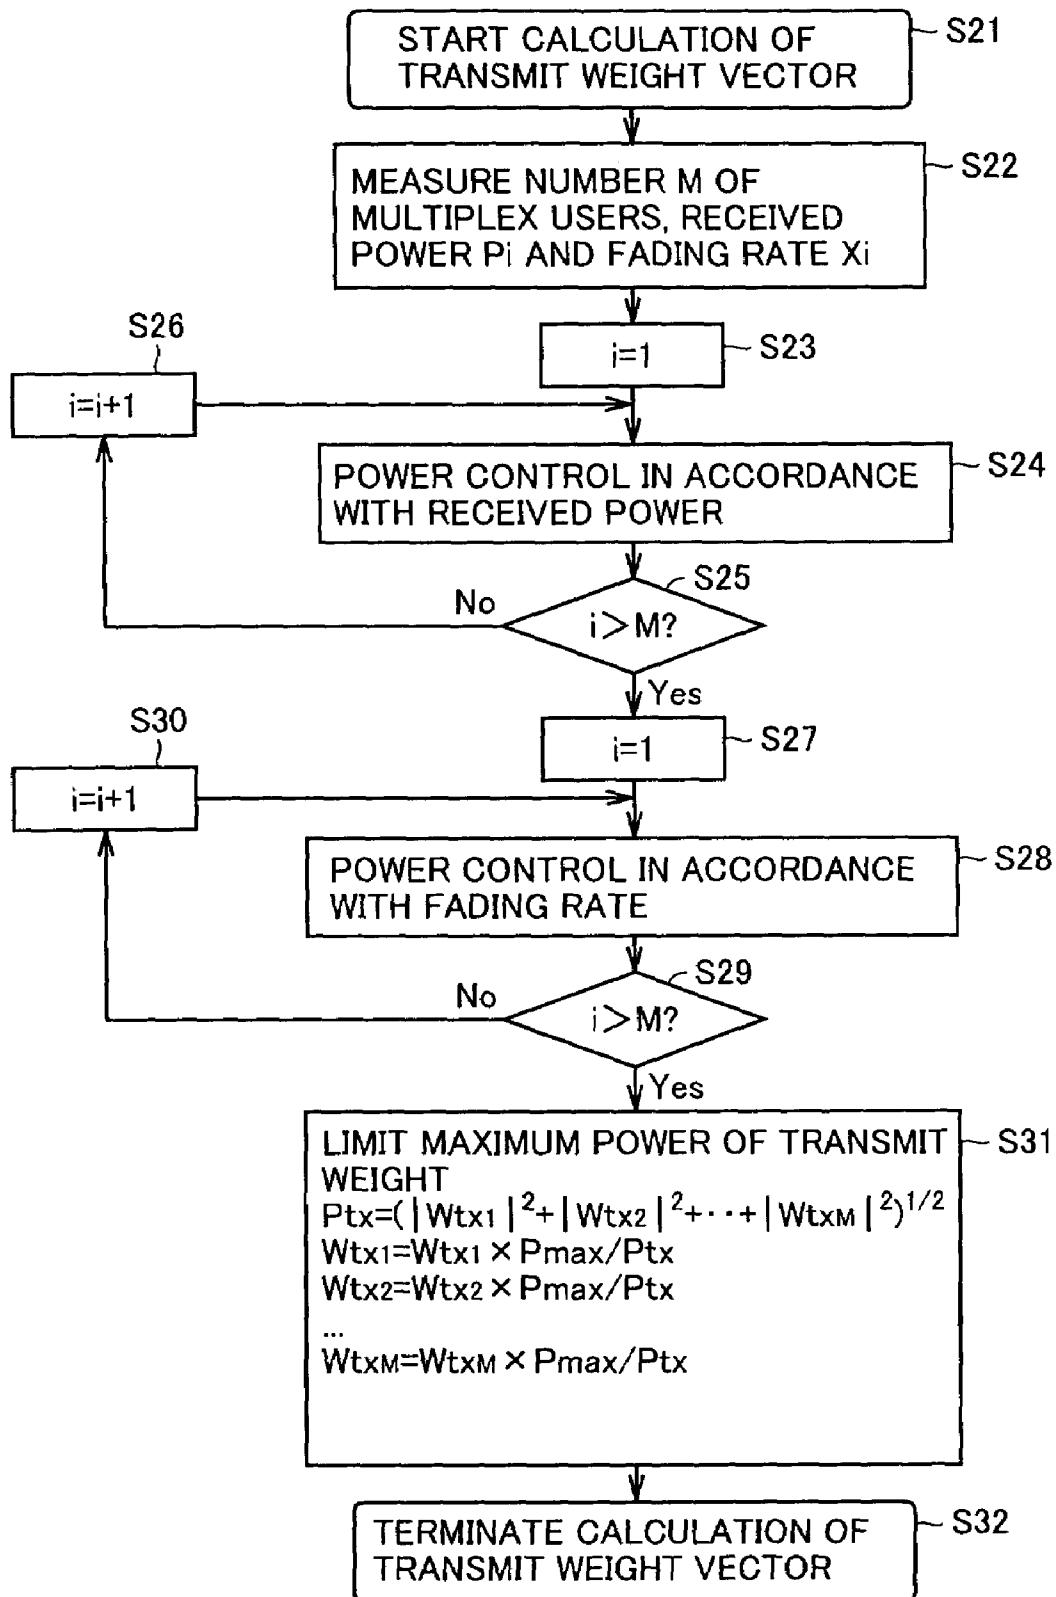 START CALCULATION OF
TRANSMIT WEIGHT VECTOR
S21
MEASURE NUMBER M OF
MULTIPLEX USERS, RECEIVED
POWER Pi AND FADING RATE Xi
S22
i=1
S23
S26
i=i+1
POWER CONTROL IN ACCORDANCE
WITH RECEIVED POWER
S24
S25
No
i>M?
Yes
i=1
S27
S30
i=i+1
POWER CONTROL IN ACCORDANCE
WITH FADING RATE
S28
S29
No
i>M?
Yes
LIMIT MAXIMUM POWER OF TRANSMIT
WEIGHT
Ptx=(|Wtx1|²+|Wtx2|²+‥+|WtxM|²)^1/2
Wtx1=Wtx1×Pmax/Ptx
Wtx2=Wtx2×Pmax/Ptx
...
WtxM=WtxM×Pmax/Ptx
S31
TERMINATE CALCULATION OF
TRANSMIT WEIGHT VECTOR
S32